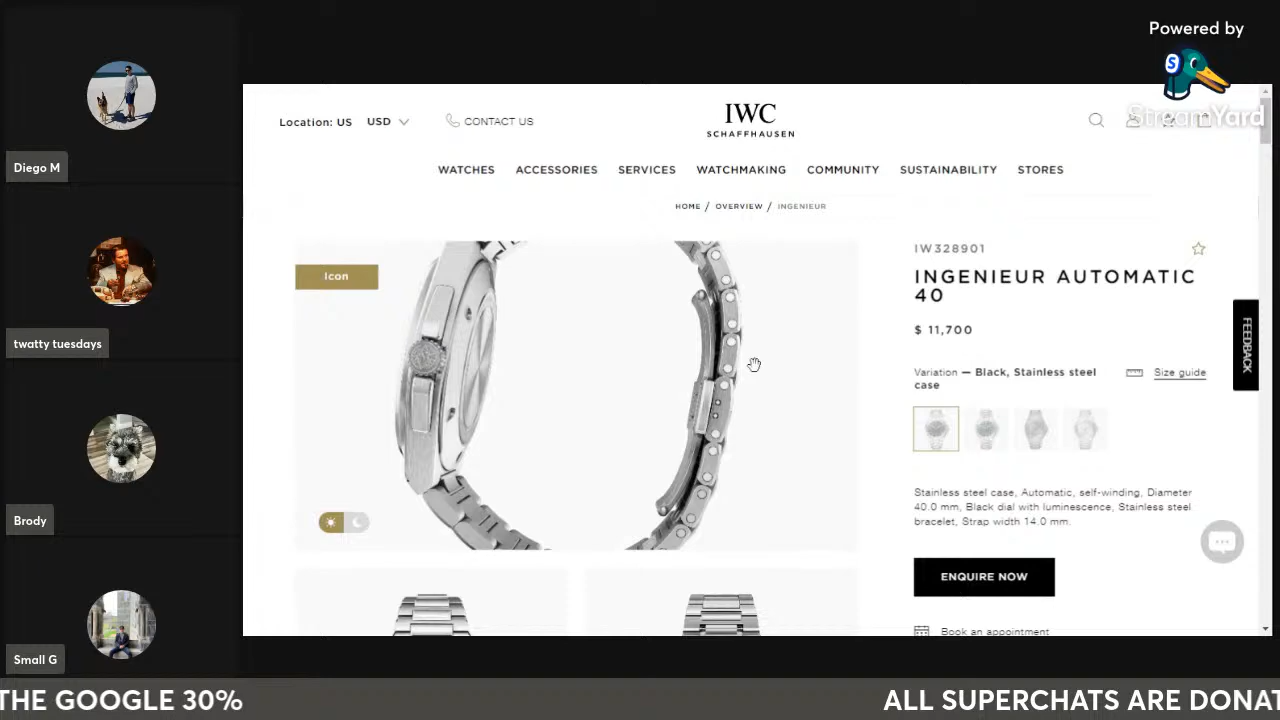 Powered by
S
StreamYard
Location: US USD
CONTACT US
IWC
SCHAFFHAUSEN
WATCHES ACCESSORIES SERVICES WATCHMAKING COMMUNITY SUSTAINABILITY STORES
HOME / OVERVIEW / INGENIEUR
Icon
IW328901
INGENIEUR AUTOMATIC
40
$ 11,700
Variation — Black, Stainless steel
case
Size guide
FEEDBACK
Stainless steel case, Automatic, self-winding, Diameter
40.0 mm, Black dial with luminescence, Stainless steel
bracelet, Strap width 14.0 mm.
ENQUIRE NOW
Book an appointment
Diego M
twatty tuesdays
Brody
Small G
THE GOOGLE 30%
ALL SUPERCHATS ARE DONAT